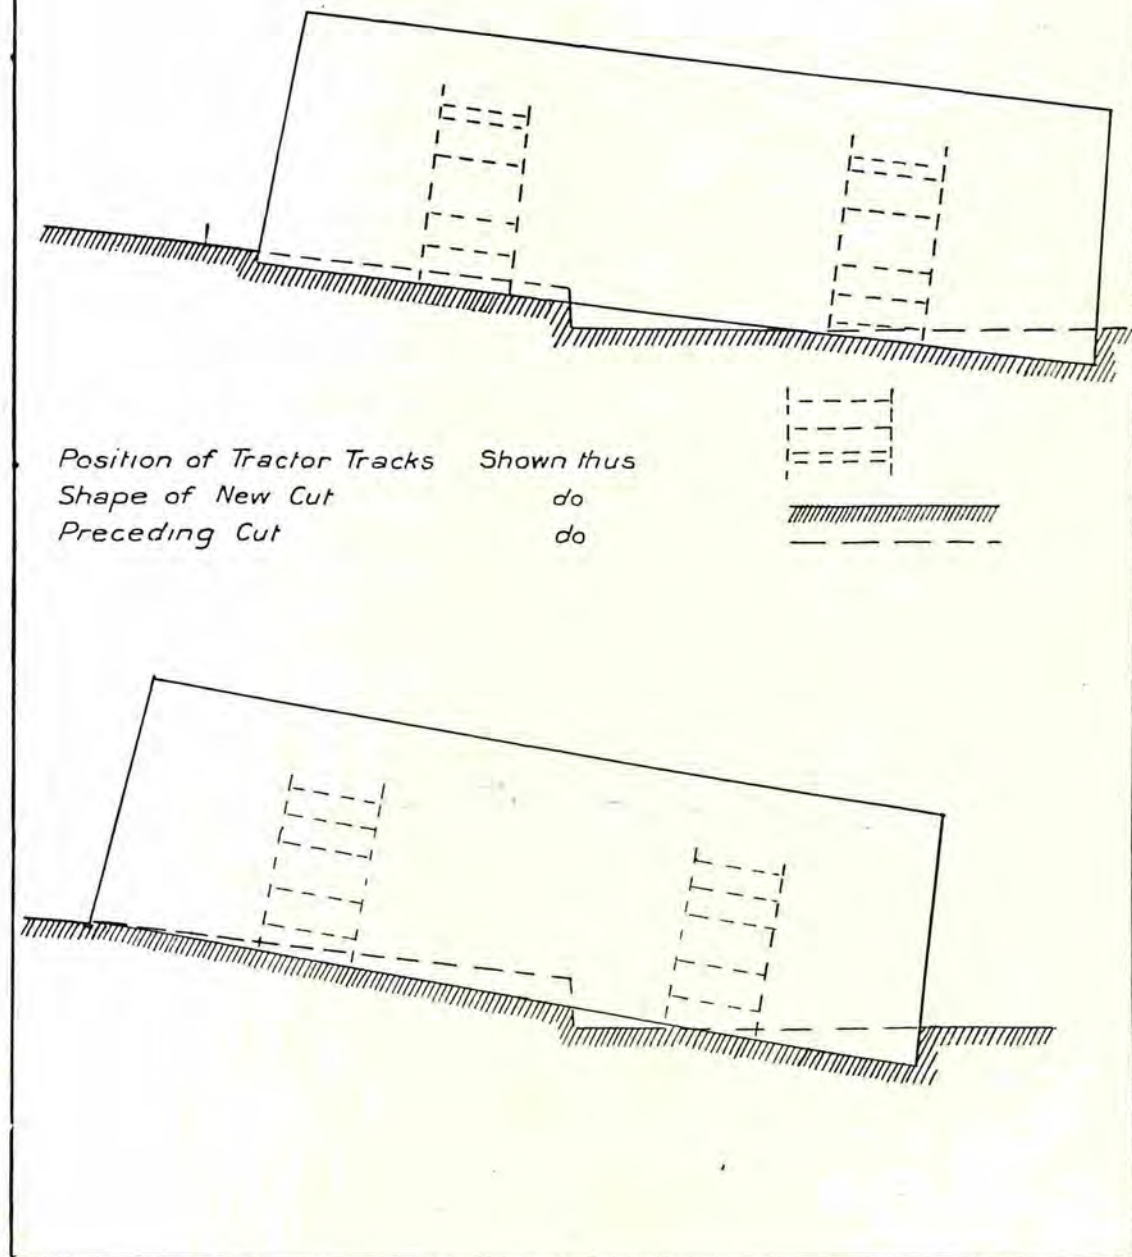 Position of Tractor Tracks Shown thus
Shape of New Cut do
Preceding Cut do